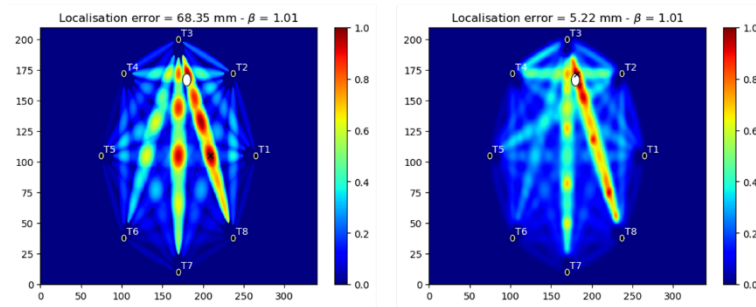 Localisation error = 68.35 mm - β = 1.01
200
175
150
125
100
75
50
25
0
0
50
100
150
200
250
300
T3
T4
T2
T5
T1
T6
T8
T7
1.0
0.8
0.6
0.4
0.2
0.0
Localisation error = 5.22 mm - β = 1.01
200
175
150
125
100
75
50
25
0
0
50
100
150
200
250
300
T3
T4
T2
T5
T1
T6
T8
T7
1.0
0.8
0.6
0.4
0.2
0.0